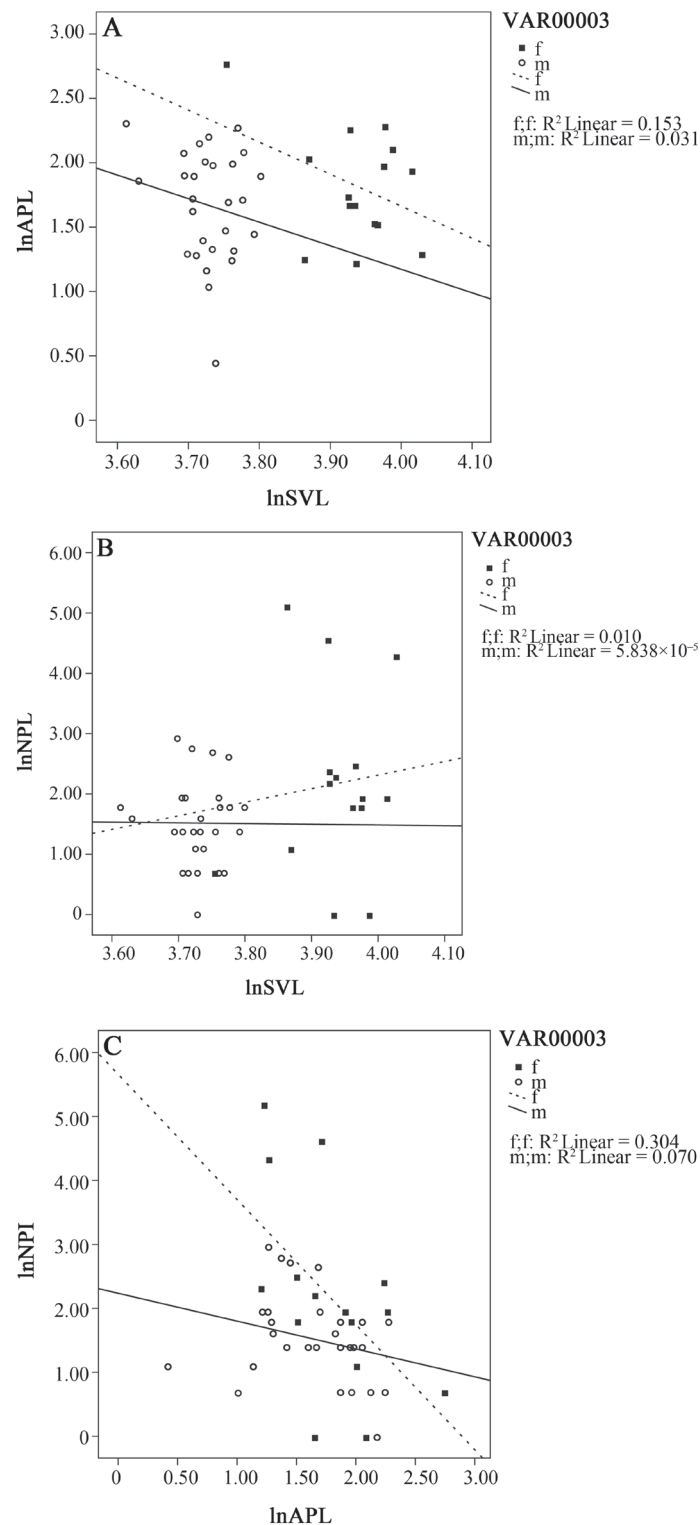 A
VAR00003
f
m
f
m
f;f: R² Linear = 0.153
m;m: R² Linear = 0.031
3.00
2.50
2.00
1.50
1.00
0.50
0
lnAPL
3.60 3.70 3.80 3.90 4.00 4.10
lnSVL
B
VAR00003
f
m
f
m
f;f: R² Linear = 0.010
m;m: R² Linear = 5.838×10⁻⁵
6.00
5.00
4.00
3.00
2.00
1.00
0
lnNPL
3.60 3.70 3.80 3.90 4.00 4.10
lnSVL
C
VAR00003
f
m
f
m
f;f: R² Linear = 0.304
m;m: R² Linear = 0.070
6.00
5.00
4.00
3.00
2.00
1.00
0
lnNPI
0 0.50 1.00 1.50 2.00 2.50 3.00
lnAPL